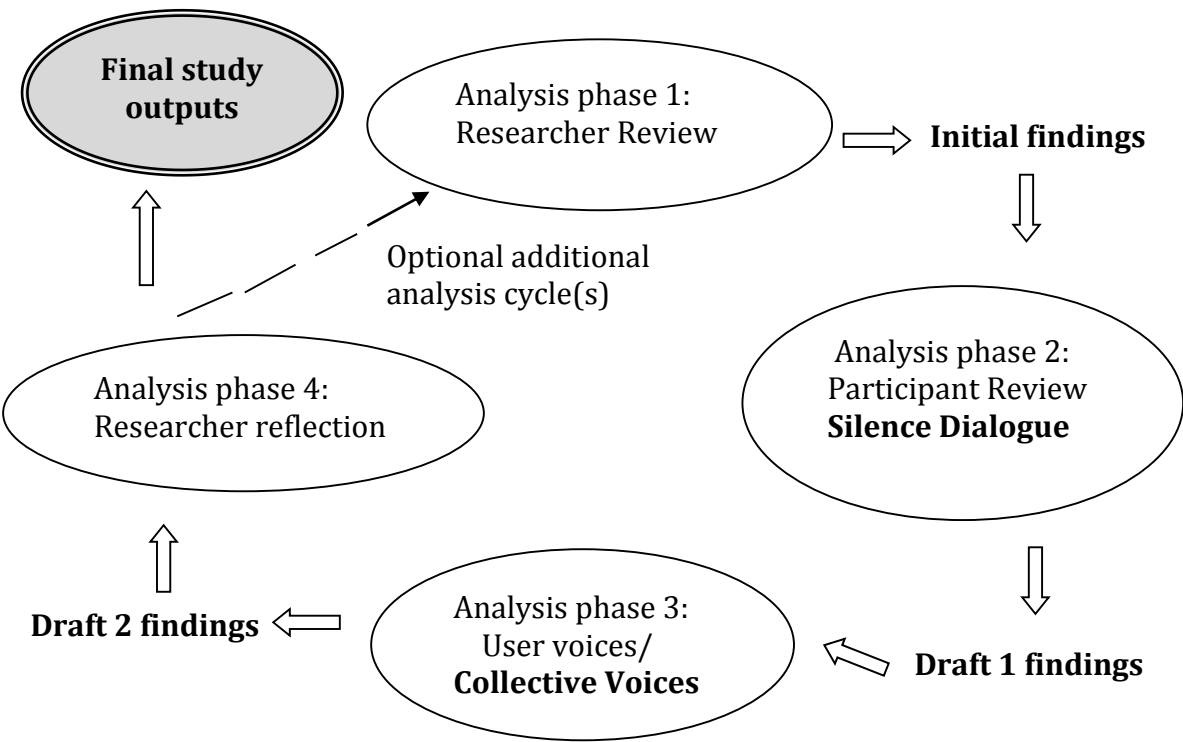 Final study
outputs
Analysis phase 1:
Researcher Review
Initial findings
Optional additional
analysis cycle(s)
Analysis phase 2:
Participant Review
Silence Dialogue
Analysis phase 4:
Researcher reflection
Analysis phase 3:
User voices/
Collective Voices
Draft 2 findings
Draft 1 findings